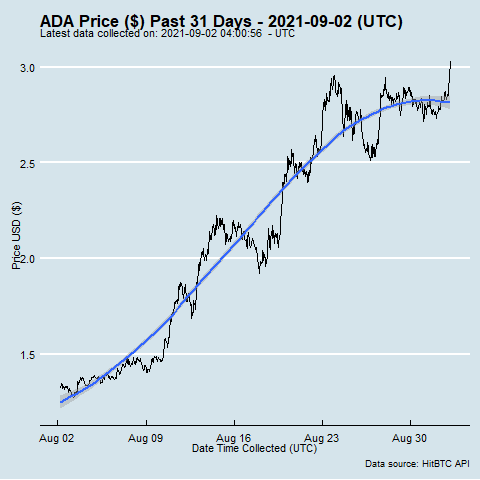 ADA Price ($) Past 31 Days - 2021-09-02 (UTC)
Latest data collected on: 2021-09-02 04:00:56 - UTC
3.0
2.5
2.0
1.5
Price USD ($)
Aug 02 Aug 09 Aug 16 Aug 23 Aug 30
Date Time Collected (UTC)
Data source: HitBTC API